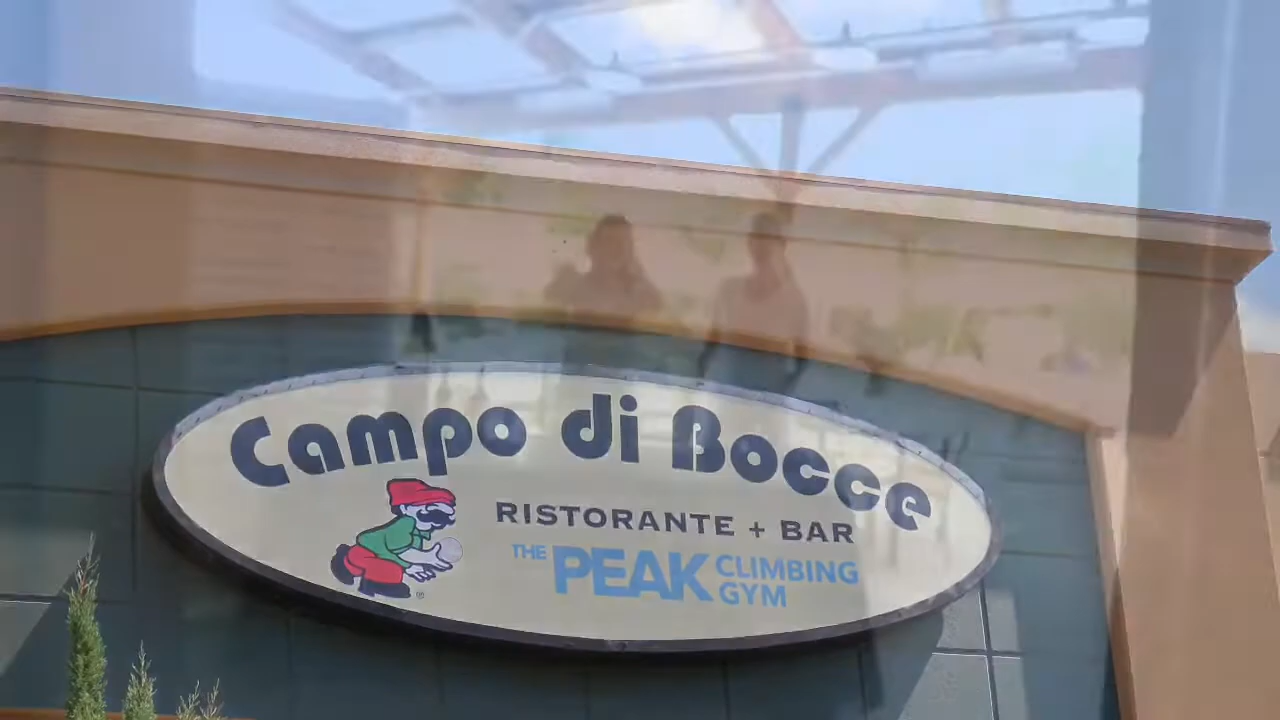 Campo di Bocce
RISTORANTE + BAR
THE PEAK CLIMBING
GYM
®